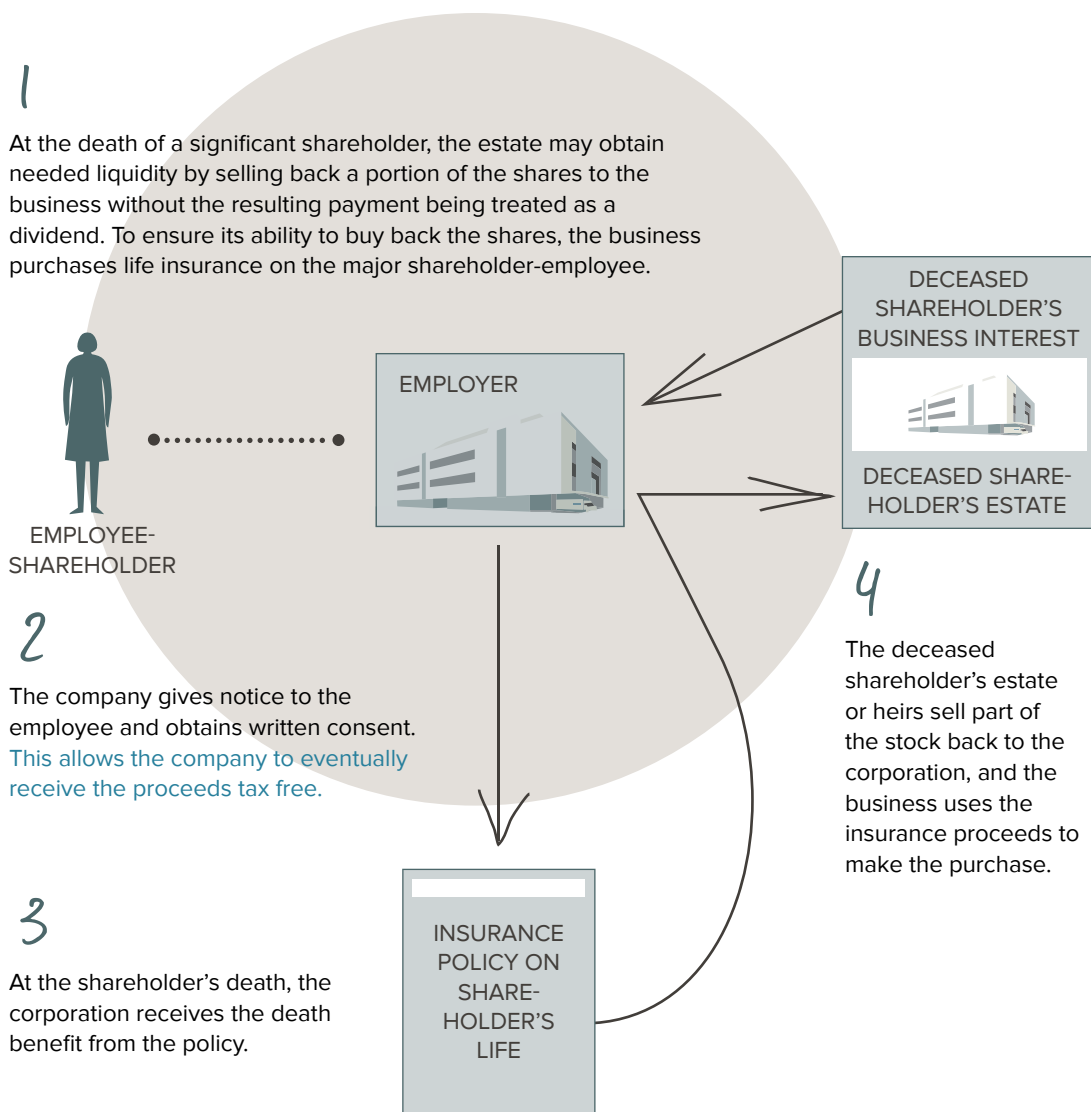 1
At the death of a significant shareholder, the estate may obtain
needed liquidity by selling back a portion of the shares to the
business without the resulting payment being treated as a
dividend. To ensure its ability to buy back the shares, the business
purchases life insurance on the major shareholder-employee.
EMPLOYEE-
SHAREHOLDER
EMPLOYER
DECEASED
SHAREHOLDER’S
BUSINESS INTEREST
DECEASED SHARE-
HOLDER’S ESTATE
2
The company gives notice to the
employee and obtains written consent.
This allows the company to eventually
receive the proceeds tax free.
3
At the shareholder’s death, the
corporation receives the death
benefit from the policy.
INSURANCE
POLICY ON
SHARE-
HOLDER’S
LIFE
4
The deceased
shareholder’s estate
or heirs sell part of
the stock back to the
corporation, and the
business uses the
insurance proceeds to
make the purchase.